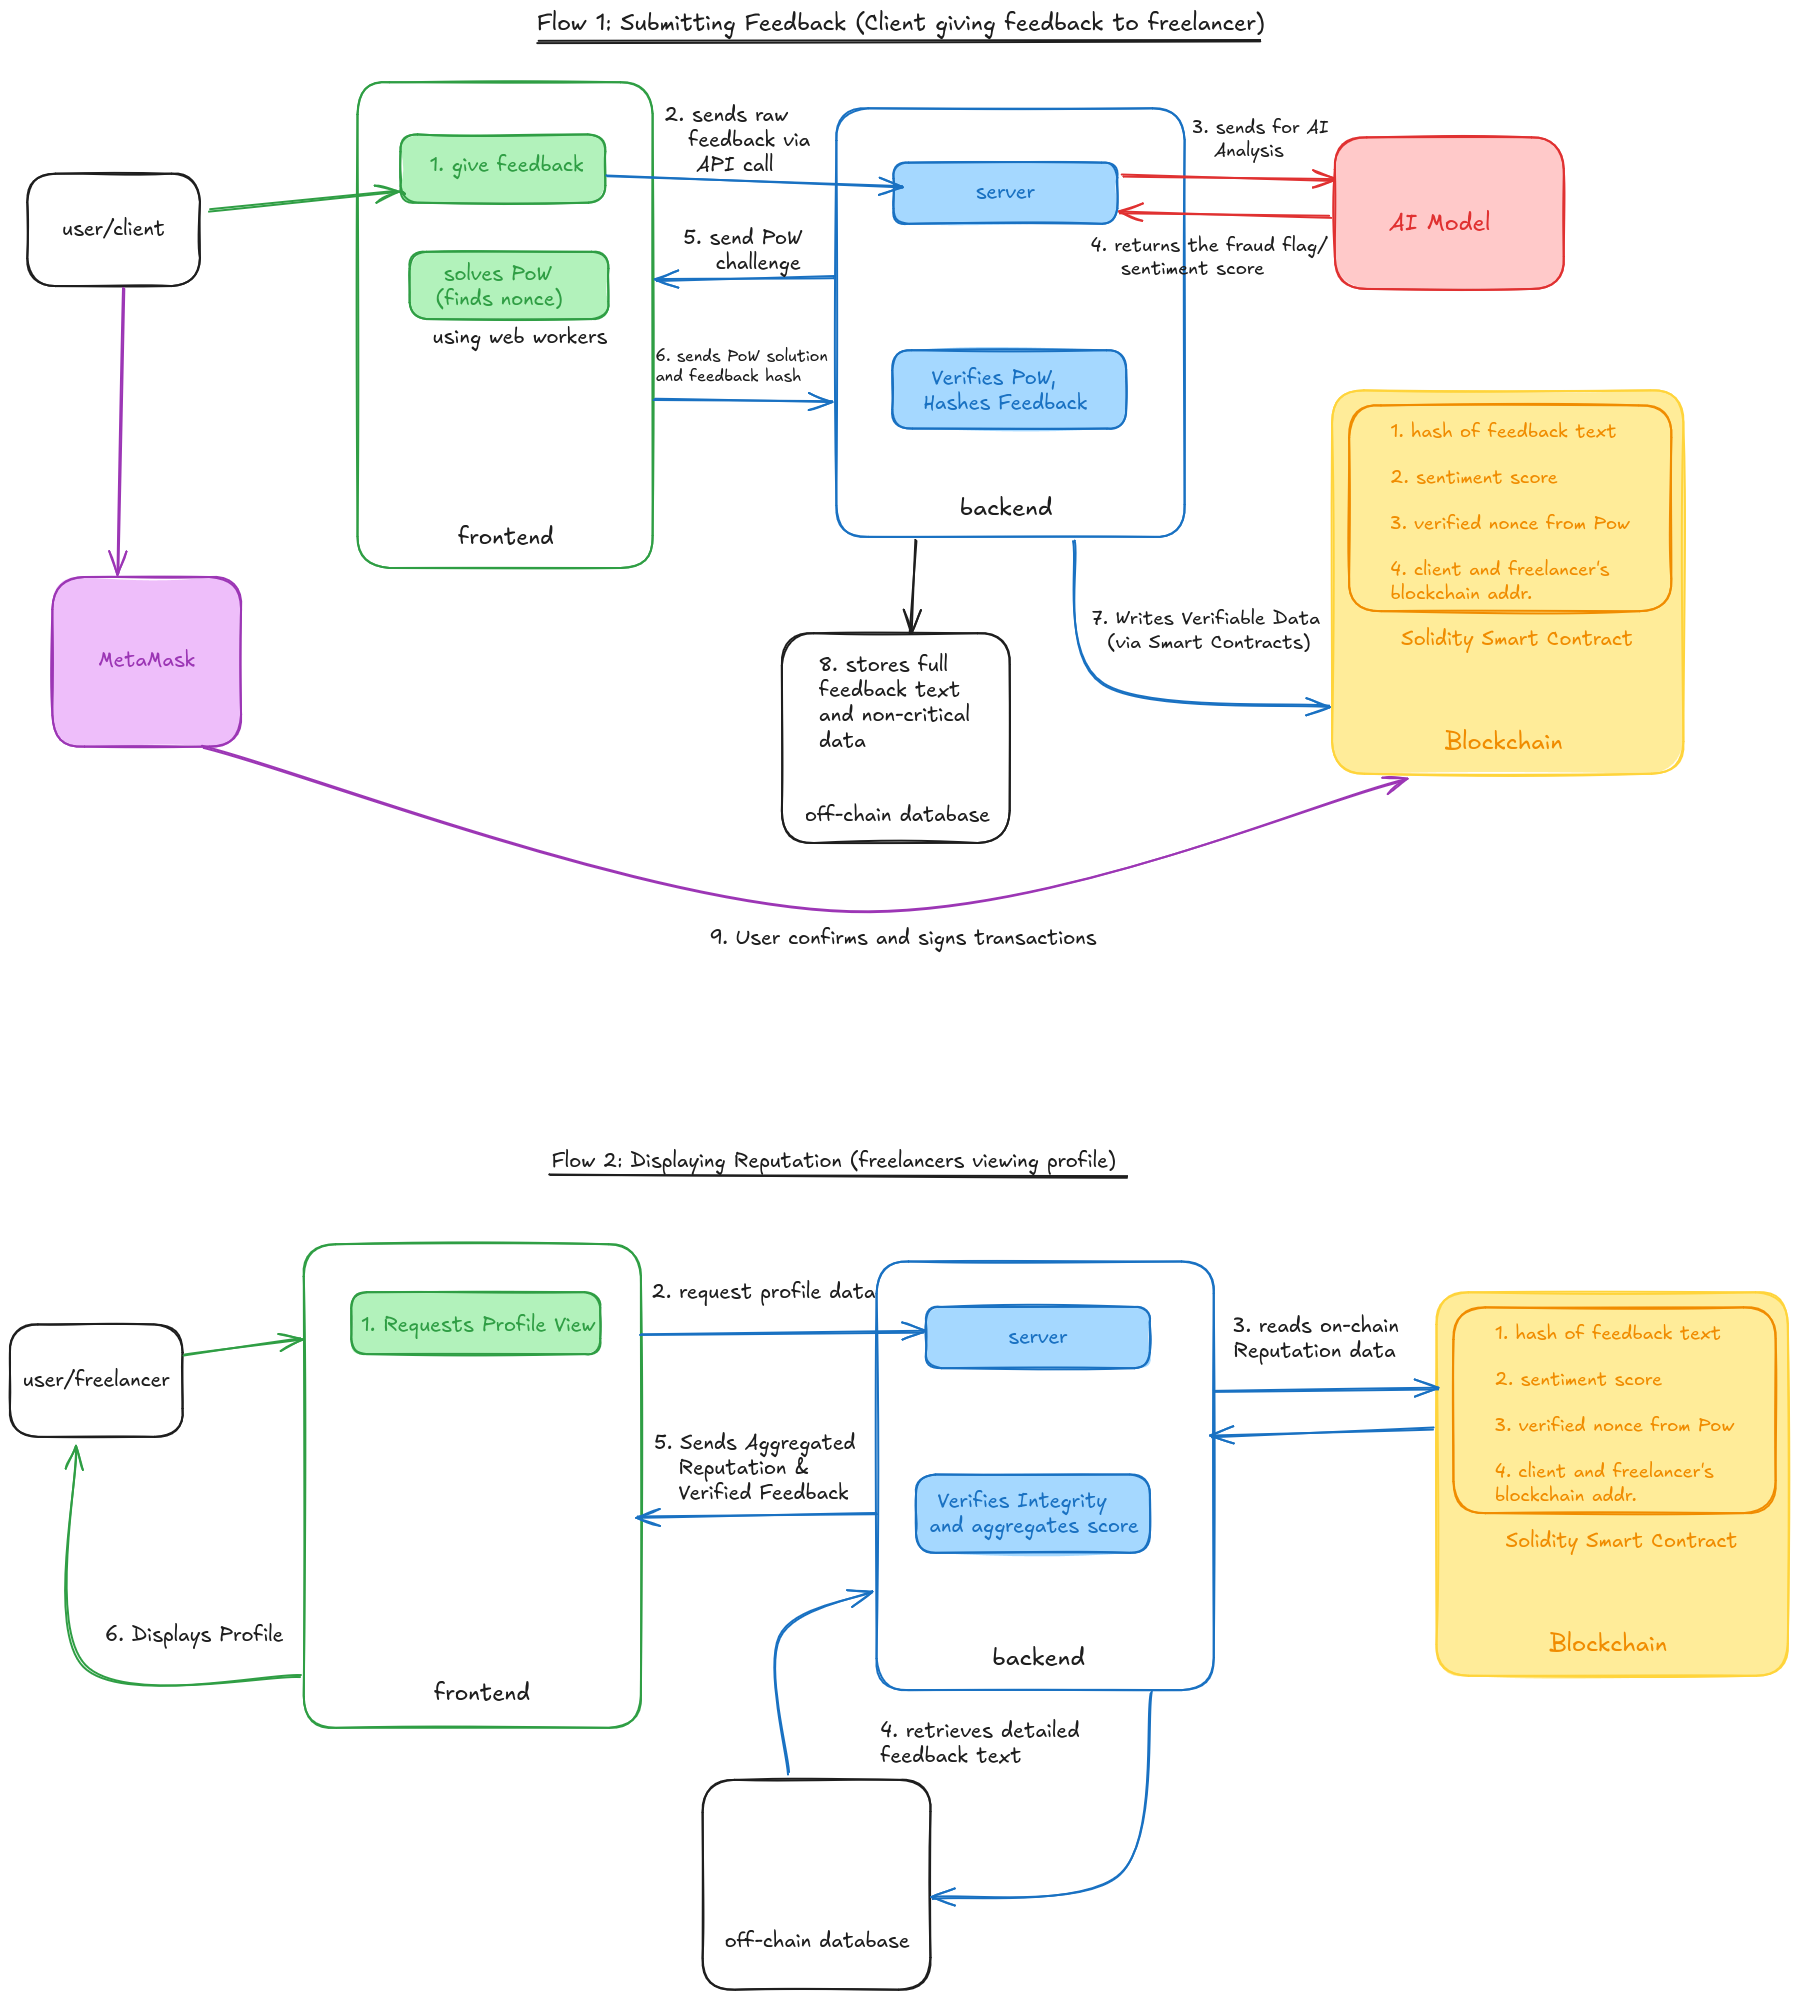 Flow 1: Submitting Feedback (Client giving feedback to freelancer)
user/client
1. give feedback
2. sends raw
feedback via
API call
server
3. sends for AI
Analysis
AI Model
4. returns the fraud flag/
sentiment score
5. send PoW
challenge
solves PoW
(finds nonce)
using web workers
6. sends PoW solution
and feedback hash
Verifies PoW,
Hashes Feedback
frontend
backend
1. hash of feedback text
2. sentiment score
3. verified nonce from Pow
4. client and freelancer's
blockchain addr.
Solidity Smart Contract
Blockchain
7. Writes Verifiable Data
(via Smart Contracts)
MetaMask
8. stores full
feedback text
and non-critical
data
off-chain database
9. User confirms and signs transactions
Flow 2: Displaying Reputation (freelancers viewing profile)
user/freelancer
1. Requests Profile View
2. request profile data
server
3. reads on-chain
Reputation data
1. hash of feedback text
2. sentiment score
3. verified nonce from Pow
4. client and freelancer's
blockchain addr.
Solidity Smart Contract
Blockchain
5. Sends Aggregated
Reputation &
Verified Feedback
Verifies Integrity
and aggregates score
6. Displays Profile
frontend
backend
4. retrieves detailed
feedback text
off-chain database